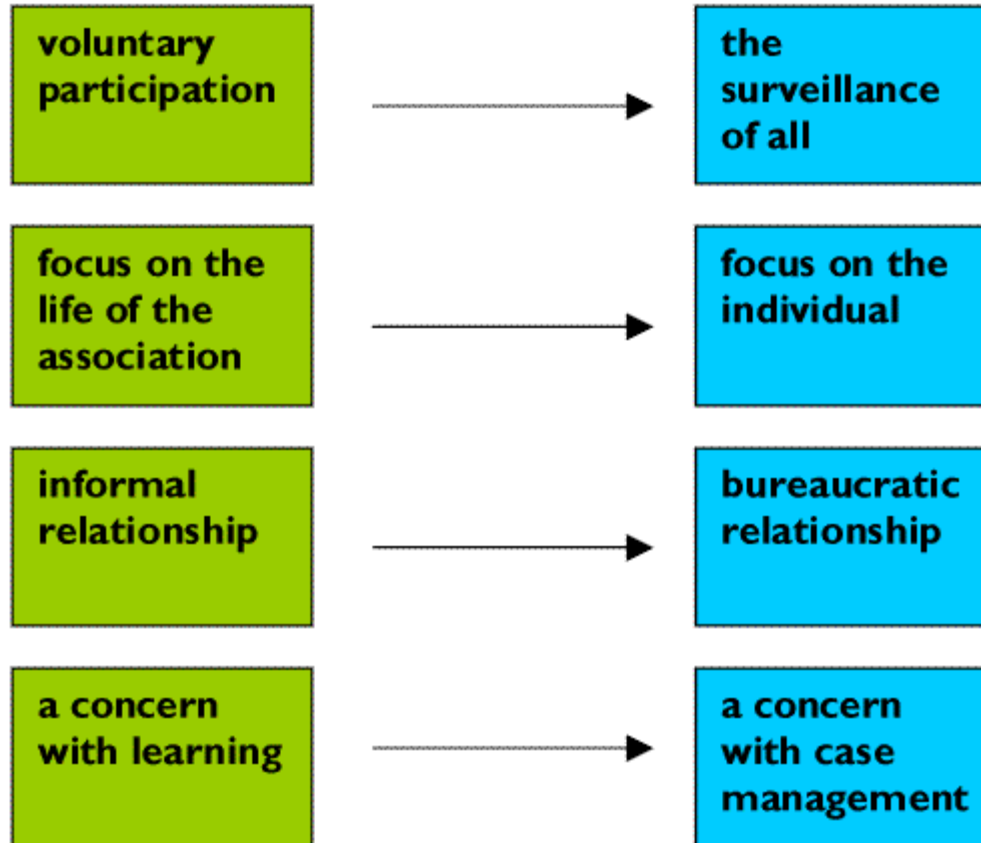 voluntary
participation
the
surveillance
of all
focus on the
life of the
association
focus on the
individual
informal
relationship
bureaucratic
relationship
a concern
with learning
a concern
with case
management